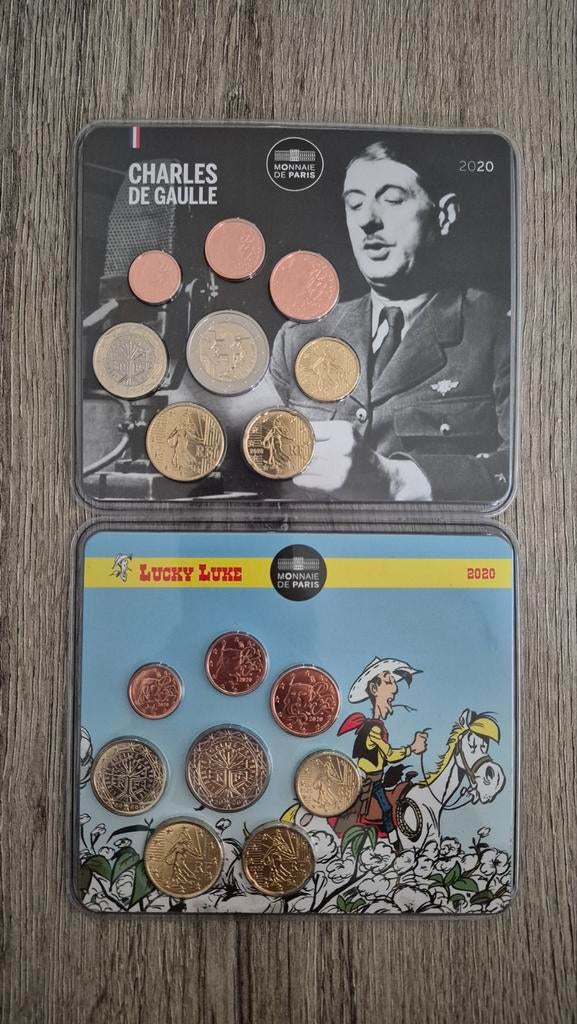 CHARLES
DE GAULLE
MONNAIE
DE PARIS
2020
LUCKY LUKE
MONNAIE
DE PARIS
2020